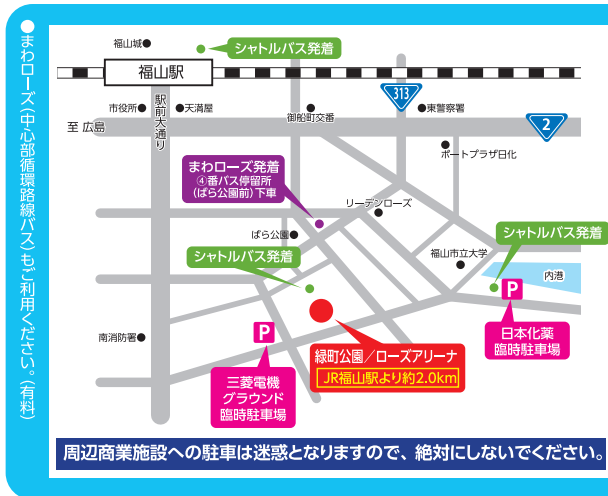 ●まわローズ(中心部循環路線バス)もご利用ください。(有料)
福山城●
シャトルバス発着
福山駅
313
市役所●
●天満屋
御船町交番
●東警察署
2
至 広島
駅前大通り
ポートプラザ日化
まわローズ発着
④番バス停留所
(ばら公園前)下車
リーデンローズ
ばら公園●
シャトルバス発着
福山市立大学
シャトルバス発着
内港
P
日本化薬
臨時駐車場
南消防署●
P
緑町公園/ローズアリーナ
JR福山駅より約2.0km
三菱電機
グラウンド
臨時駐車場
周辺商業施設への駐車は迷惑となりますので、絶対にしないでください。